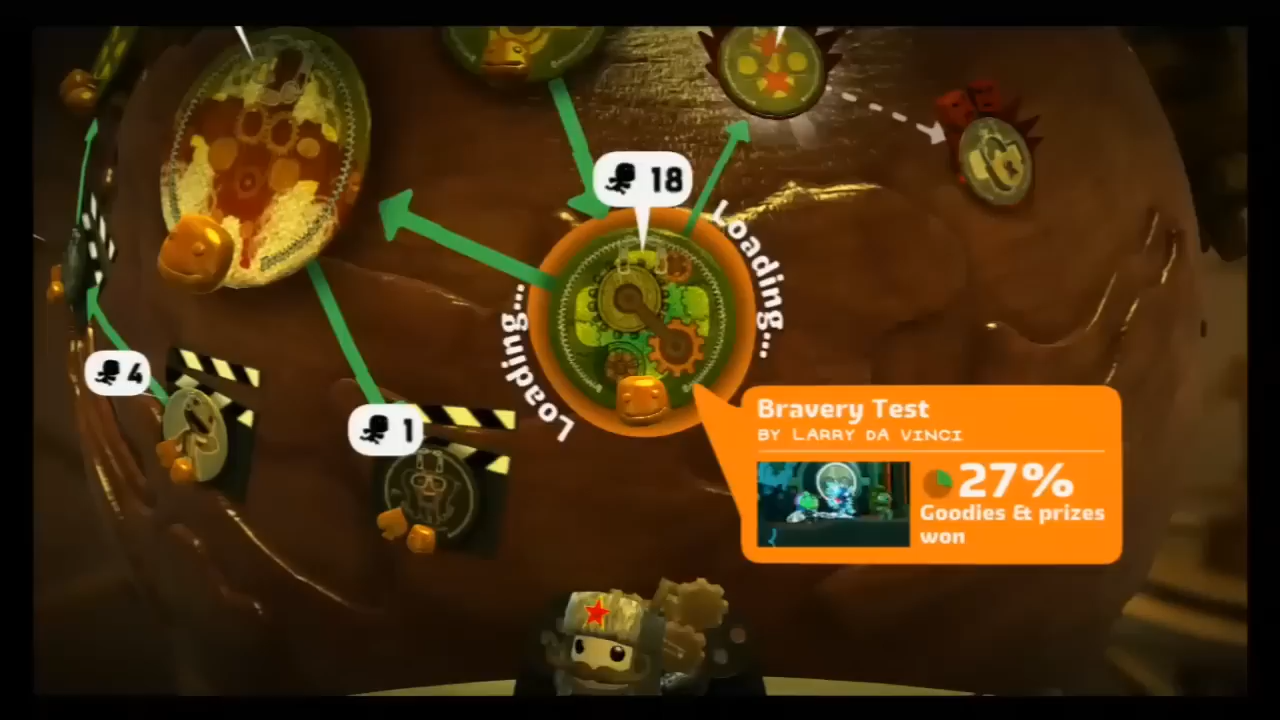 18
Loading...
Loading...
4
1
Bravery Test
BY LARRY DA VINCI
27%
Goodies & prizes
won